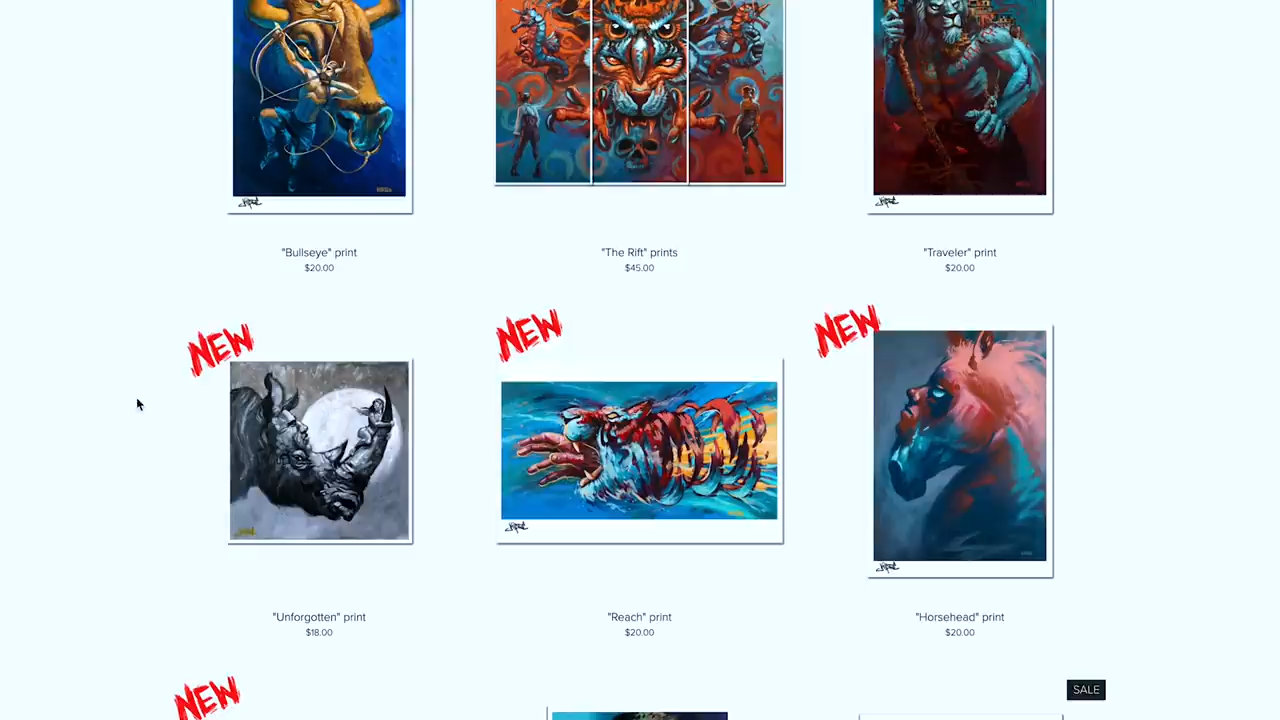 "Bullseye" print
$20.00
"The Rift" prints
$45.00
"Traveler" print
$20.00
NEW
NEW
NEW
"Unforgotten" print
$18.00
"Reach" print
$20.00
"Horsehead" print
$20.00
NEW
SALE